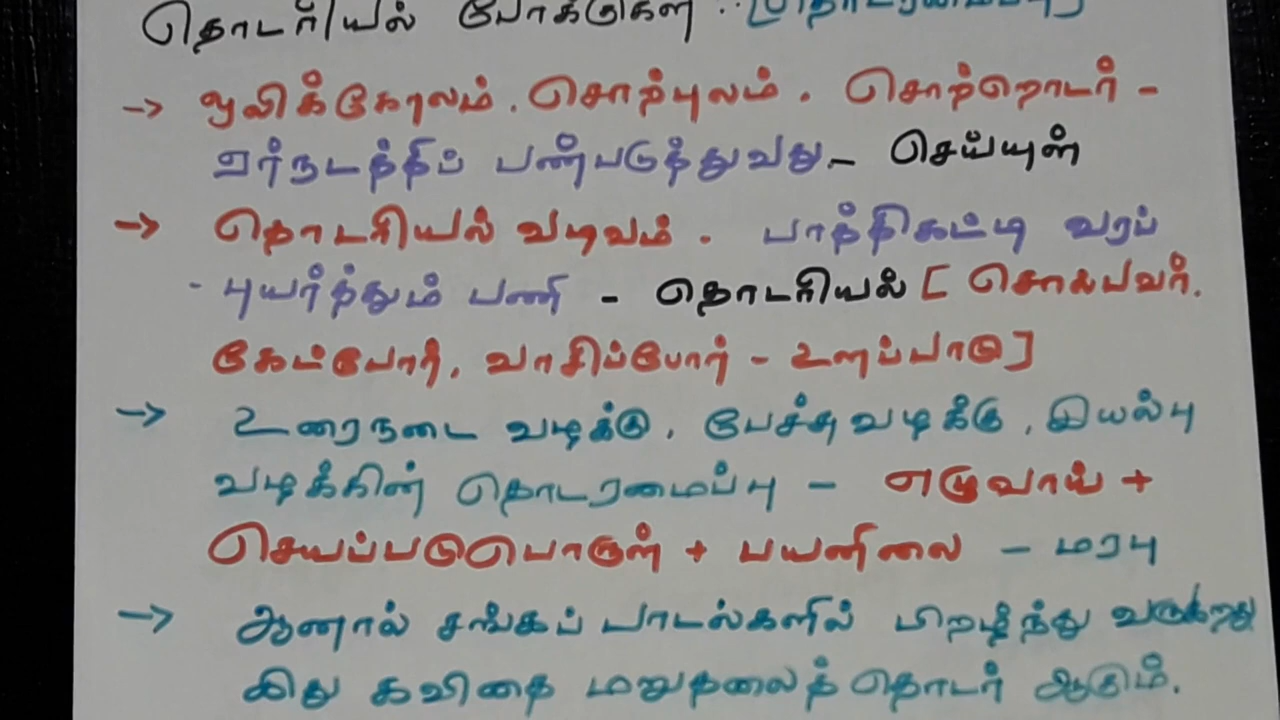 தொடரியல் போக்குகள் : (தொடரமைப்பு)
→ ஒலிக்கோலம், சொற்புலம், சொற்றொடர் -
ஏர்நடத்திப் பண்படுத்துவது - செய்யுள்
→ தொடரியல் வடிவம். பாத்திகட்டி வரப்
புயர்த்தும் பணி - தொடரியல் [ சொல்பவர்,
கேட்போர், வாசிப்போர் - உளப்பாடு ]
→ உரைநடை வழக்கு, பேச்சு வழக்கு, இயல்பு
வழக்கின் தொடரமைப்பு - எழுவாய் +
செயப்படுபொருள் + பயனிலை - மரபு
→ ஆனால் சங்கப் பாடல்களில் பிறழ்ந்து வருகிறது
இது கவிதை மறுதலைத் தொடர் ஆகும்.